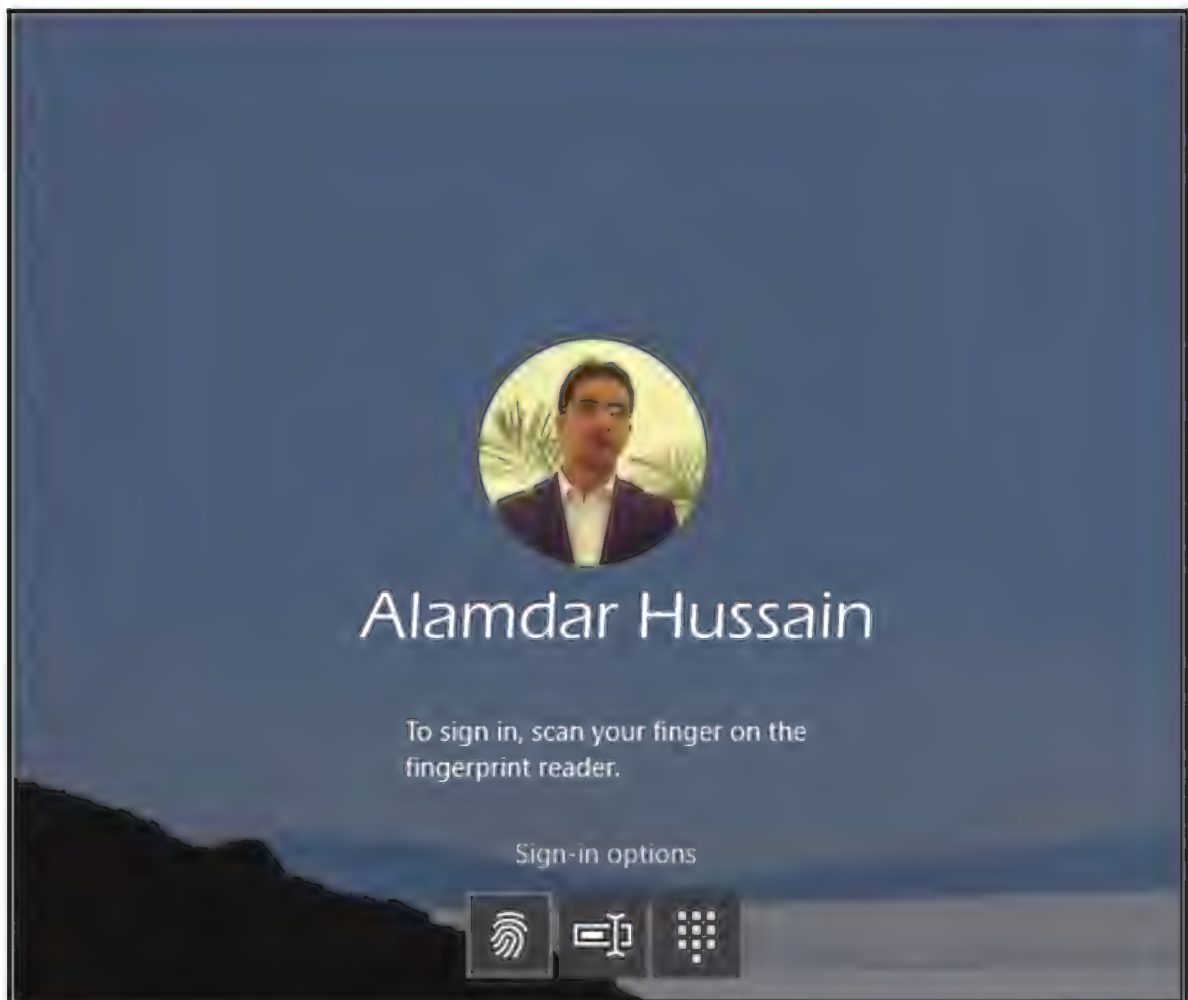 Alamdar Hussain
To sign in, scan your finger on the
fingerprint reader.
Sign-in options